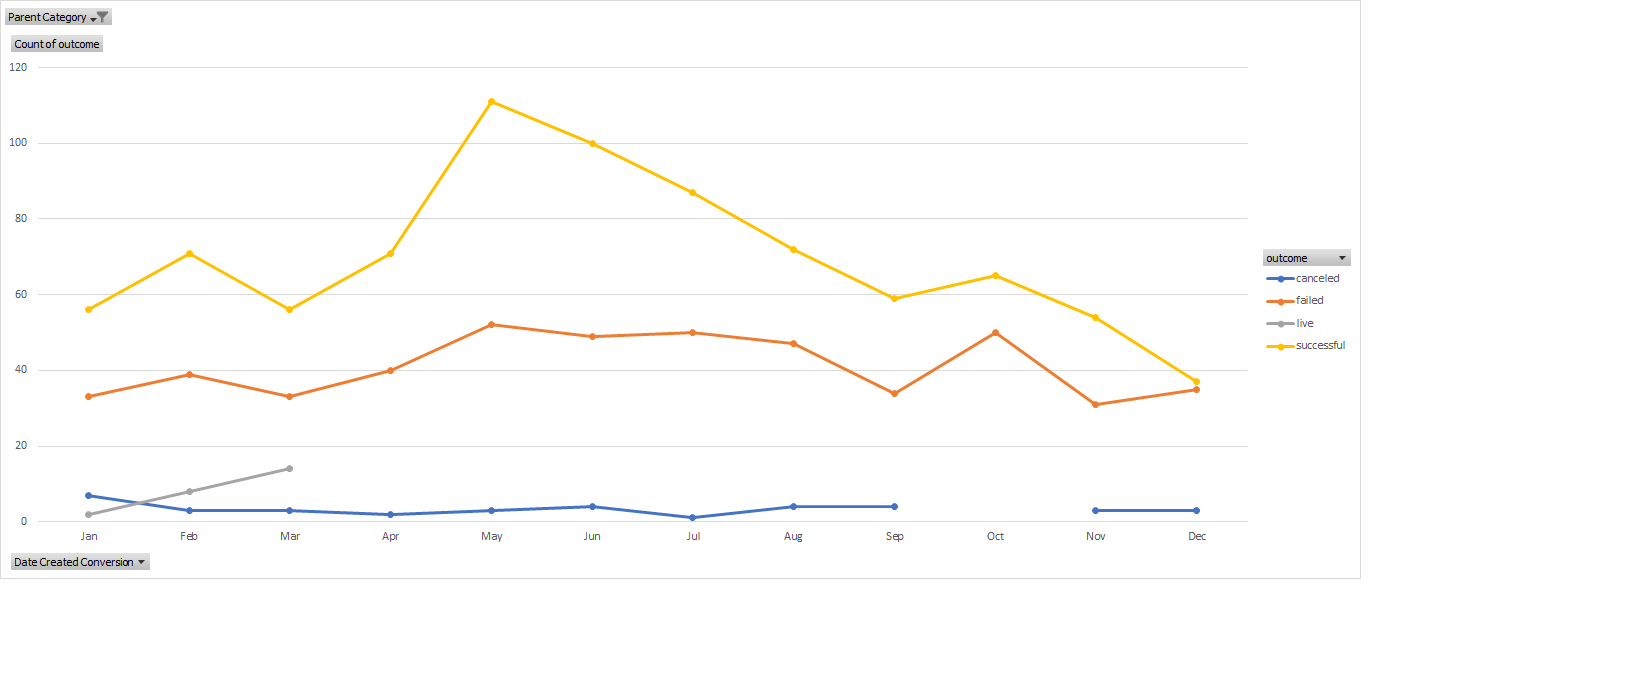 Parent Category
Count of outcome
120
100
80
60
40
20
0
Jan Feb Mar Apr May Jun Jul Aug Sep Oct Nov Dec
Date Created Conversion
outcome
canceled
failed
live
successful